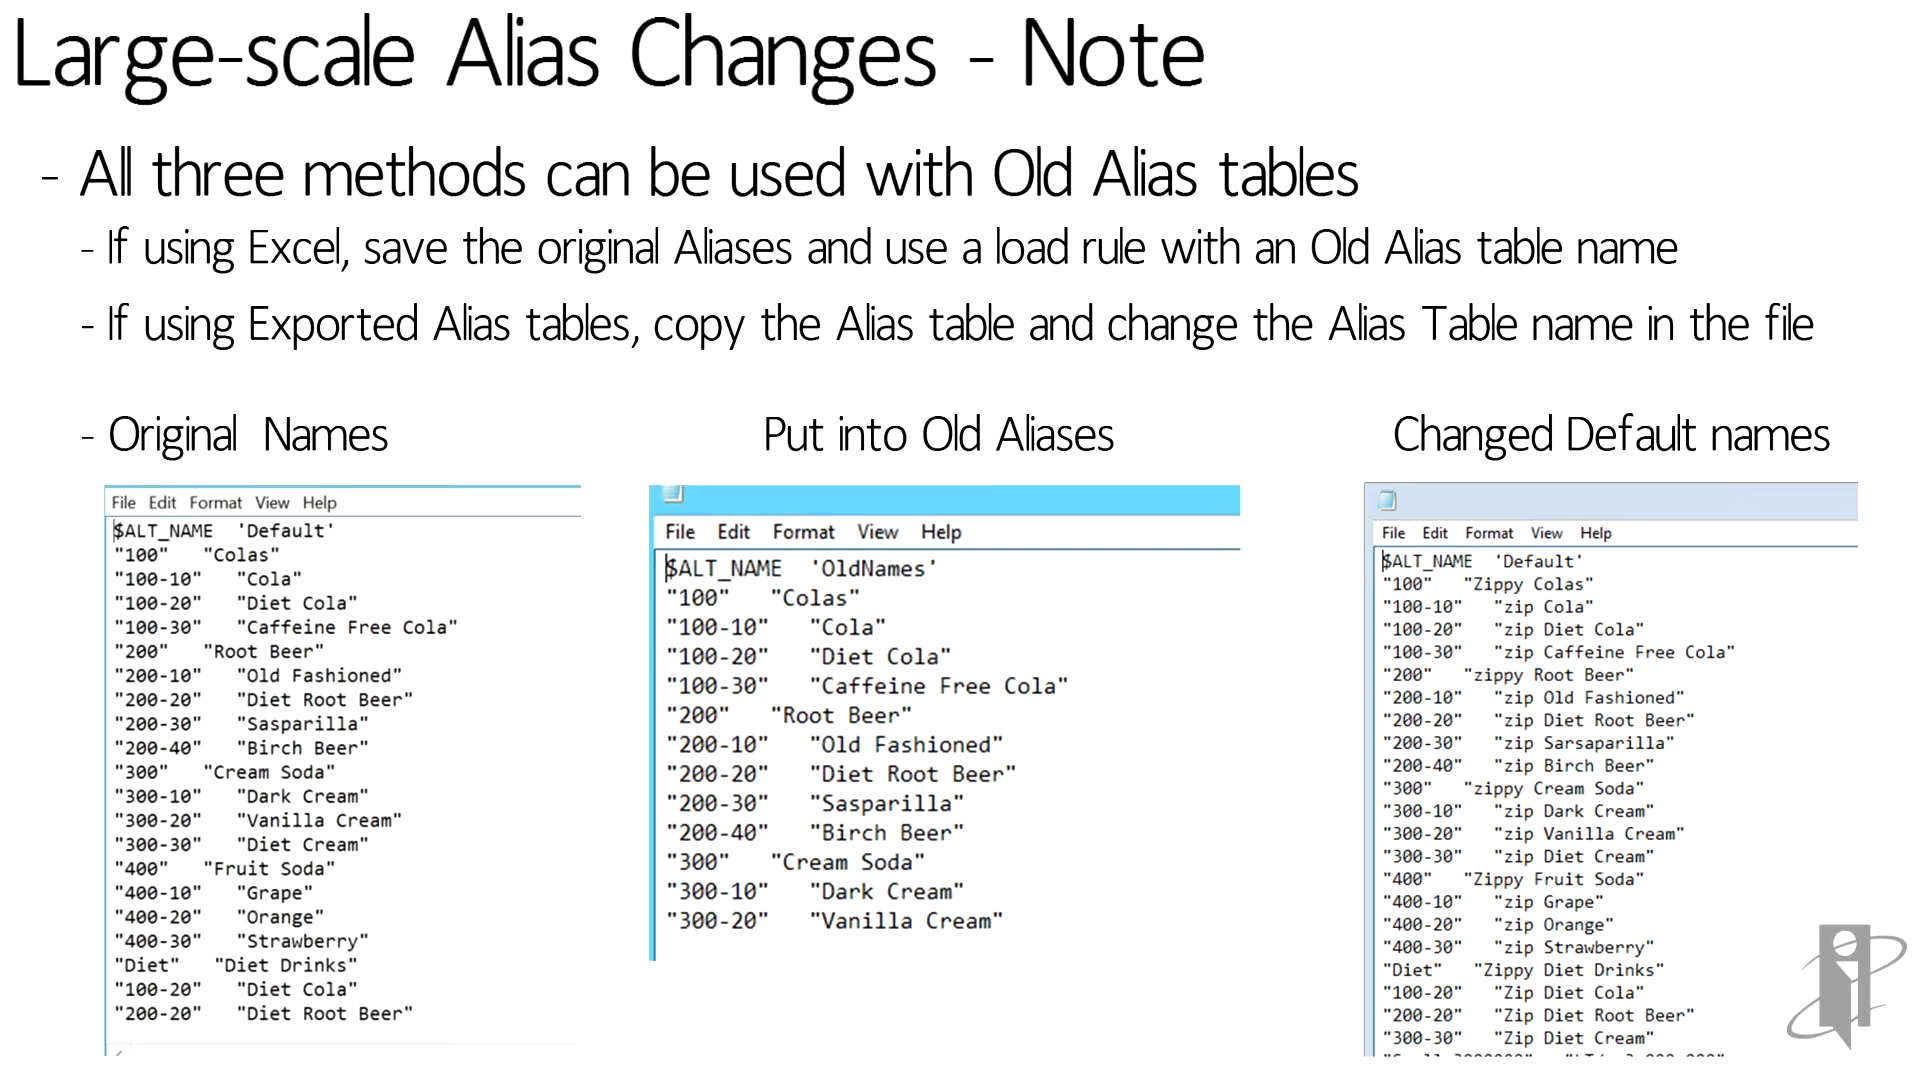 Large-scale Alias Changes - Note
- All three methods can be used with Old Alias tables
- If using Excel, save the original Aliases and use a load rule with an Old Alias table name
- If using Exported Alias tables, copy the Alias table and change the Alias Table name in the file
- Original Names
Put into Old Aliases
Changed Default names
File Edit Format View Help
$ALT_NAME 'Default'
"100" "Colas"
"100-10" "Cola"
"100-20" "Diet Cola"
"100-30" "Caffeine Free Cola"
"200" "Root Beer"
"200-10" "Old Fashioned"
"200-20" "Diet Root Beer"
"200-30" "Sasparilla"
"200-40" "Birch Beer"
"300" "Cream Soda"
"300-10" "Dark Cream"
"300-20" "Vanilla Cream"
"300-30" "Diet Cream"
"400" "Fruit Soda"
"400-10" "Grape"
"400-20" "Orange"
"400-30" "Strawberry"
"Diet" "Diet Drinks"
"100-20" "Diet Cola"
"200-20" "Diet Root Beer"
File Edit Format View Help
$ALT_NAME 'OldNames'
"100" "Colas"
"100-10" "Cola"
"100-20" "Diet Cola"
"100-30" "Caffeine Free Cola"
"200" "Root Beer"
"200-10" "Old Fashioned"
"200-20" "Diet Root Beer"
"200-30" "Sasparilla"
"200-40" "Birch Beer"
"300" "Cream Soda"
"300-10" "Dark Cream"
"300-20" "Vanilla Cream"
File Edit Format View Help
$ALT_NAME 'Default'
"100" "Zippy Colas"
"100-10" "zip Cola"
"100-20" "zip Diet Cola"
"100-30" "zip Caffeine Free Cola"
"200" "zippy Root Beer"
"200-10" "zip Old Fashioned"
"200-20" "zip Diet Root Beer"
"200-30" "zip Sarsaparilla"
"200-40" "zip Birch Beer"
"300" "zippy Cream Soda"
"300-10" "zip Dark Cream"
"300-20" "zip Vanilla Cream"
"300-30" "zip Diet Cream"
"400" "Zippy Fruit Soda"
"400-10" "zip Grape"
"400-20" "zip Orange"
"400-30" "zip Strawberry"
"Diet" "Zippy Diet Drinks"
"100-20" "Zip Diet Cola"
"200-20" "Zip Diet Root Beer"
"300-30" "Zip Diet Cream"